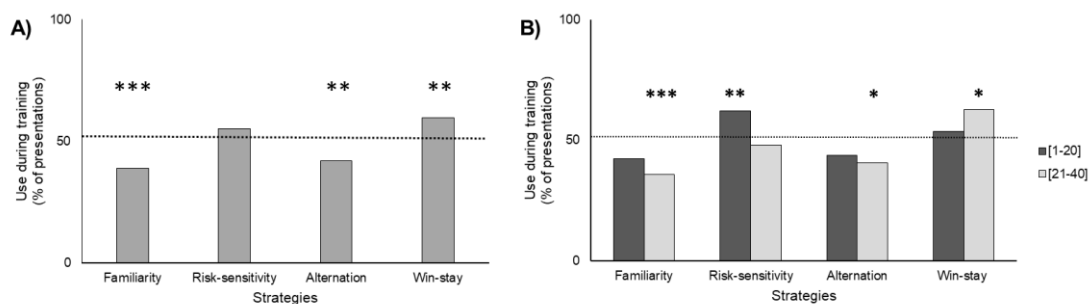 A)
Use during training
(% of presentations)
100
50
0
*** ** **
Familiarity Risk-sensitivity Alternation Win-stay
Strategies
B)
Use during training
(% of presentations)
100
50
0
*** ** * *
Familiarity Risk-sensitivity Alternation Win-stay
Strategies
[1-20]
[21-40]